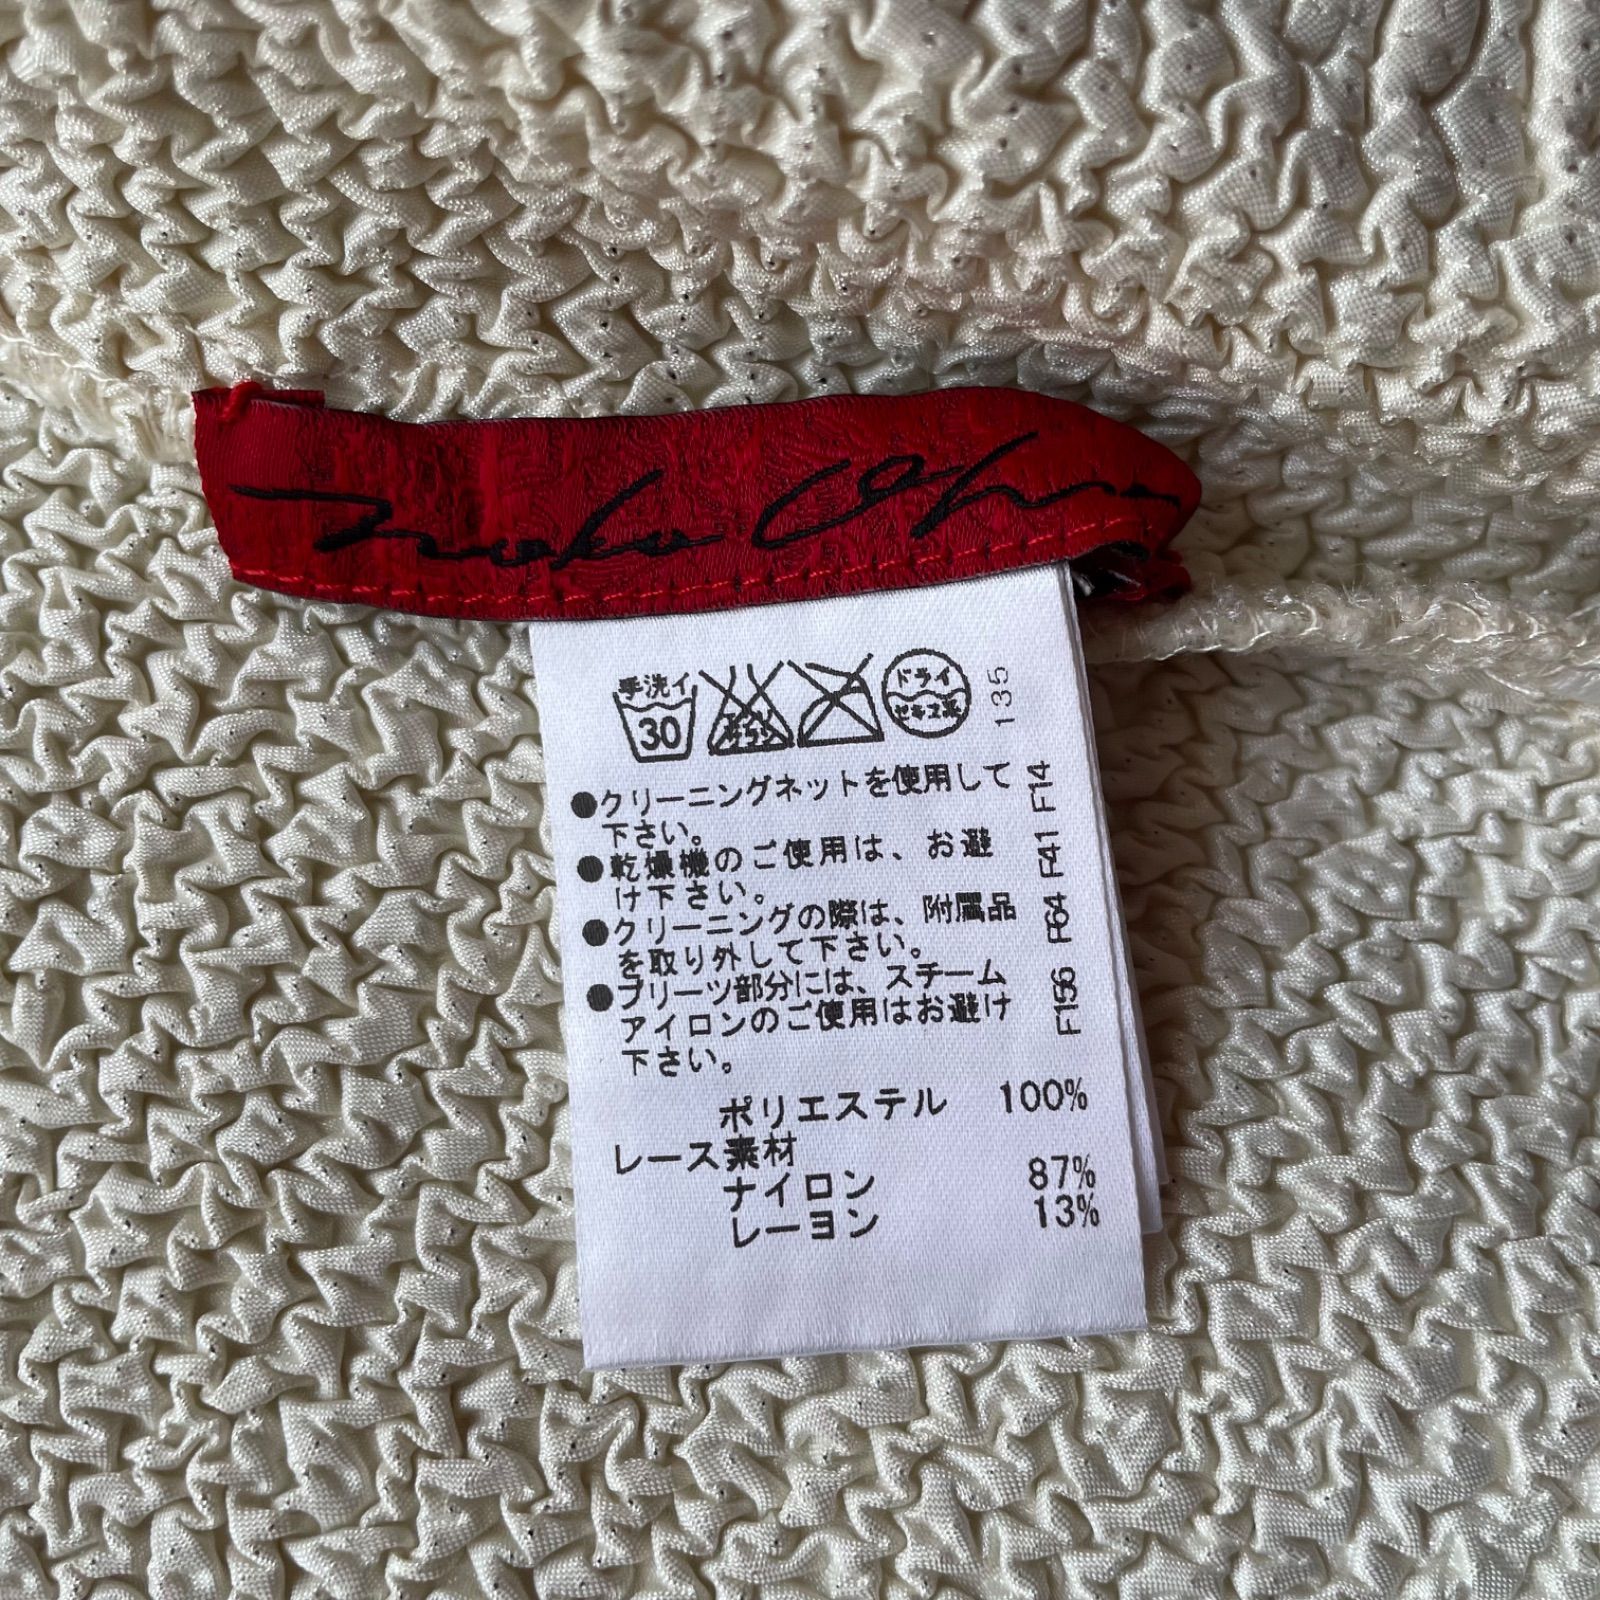 手洗イ
30
エンソサラシ
ドライ
セキユ系
135
●クリーニングネットを使用して
下さい。
●乾燥機のご使用は、お避
け下さい。
●クリーニングの際は、附属品
を取り外して下さい。
●プリーツ部分には、スチーム
アイロンのご使用はお避け
下さい。
F156 F64 F41 F14
ポリエステル 100%
レース素材
ナイロン 87%
レーヨン 13%